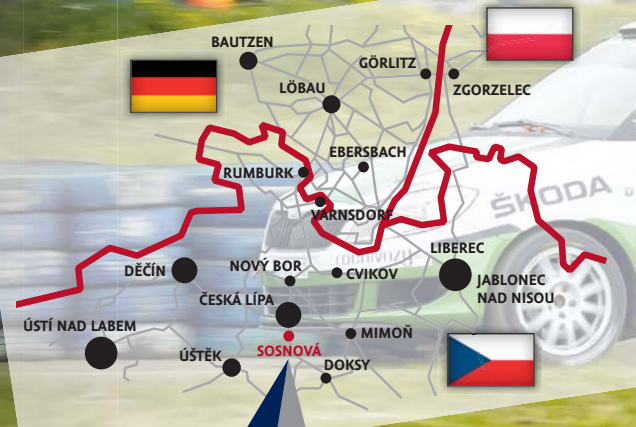 BAUTZEN
GÖRLITZ
ZGORZELEC
LÖBAU
EBERSBACH
RUMBURK
VARNSDORF
ŠKODA
LIBEREC
DĚČÍN
NOVÝ BOR
CVIKOV
JABLONEC
NAD NISOU
ČESKÁ LÍPA
ÚSTÍ NAD LABEM
MIMOŇ
SOSNOVÁ
ÚŠTĚK
DOKSY